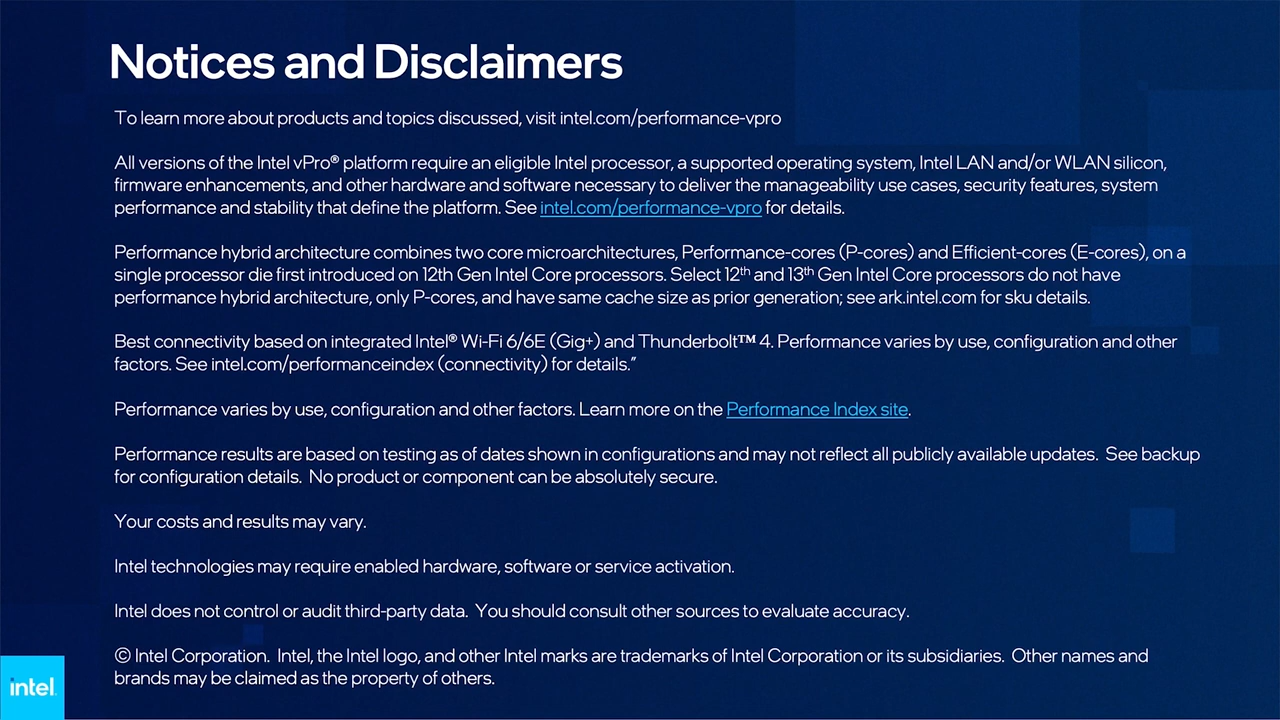 Notices and Disclaimers
To learn more about products and topics discussed, visit intel.com/performance-vpro
All versions of the Intel vPro® platform require an eligible Intel processor, a supported operating system, Intel LAN and/or WLAN silicon,
firmware enhancements, and other hardware and software necessary to deliver the manageability use cases, security features, system
performance and stability that define the platform. See intel.com/performance-vpro for details.
Performance hybrid architecture combines two core microarchitectures, Performance-cores (P-cores) and Efficient-cores (E-cores), on a
single processor die first introduced on 12th Gen Intel Core processors. Select 12th and 13th Gen Intel Core processors do not have
performance hybrid architecture, only P-cores, and have same cache size as prior generation; see ark.intel.com for sku details.
Best connectivity based on integrated Intel® Wi-Fi 6/6E (Gig+) and Thunderbolt™ 4. Performance varies by use, configuration and other
factors. See intel.com/performanceindex (connectivity) for details.”
Performance varies by use, configuration and other factors. Learn more on the Performance Index site.
Performance results are based on testing as of dates shown in configurations and may not reflect all publicly available updates.  See backup
for configuration details.  No product or component can be absolutely secure.
Your costs and results may vary.
Intel technologies may require enabled hardware, software or service activation.
Intel does not control or audit third-party data.  You should consult other sources to evaluate accuracy.
© Intel Corporation.  Intel, the Intel logo, and other Intel marks are trademarks of Intel Corporation or its subsidiaries.  Other names and
brands may be claimed as the property of others.
intel.